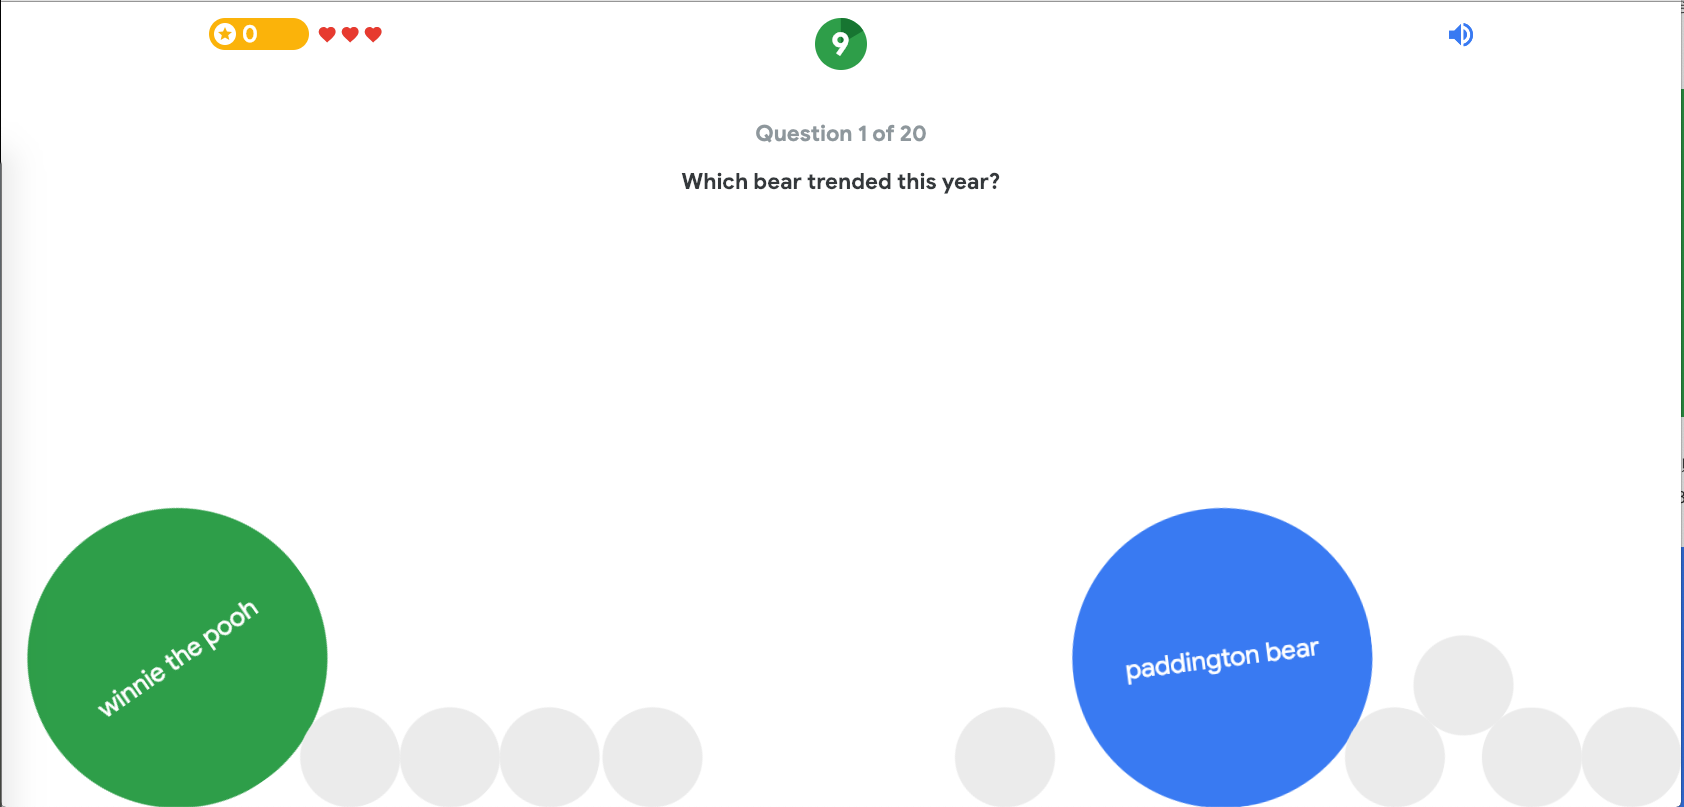 0
9
Question 1 of 20
Which bear trended this year?
winnie the pooh
paddington bear